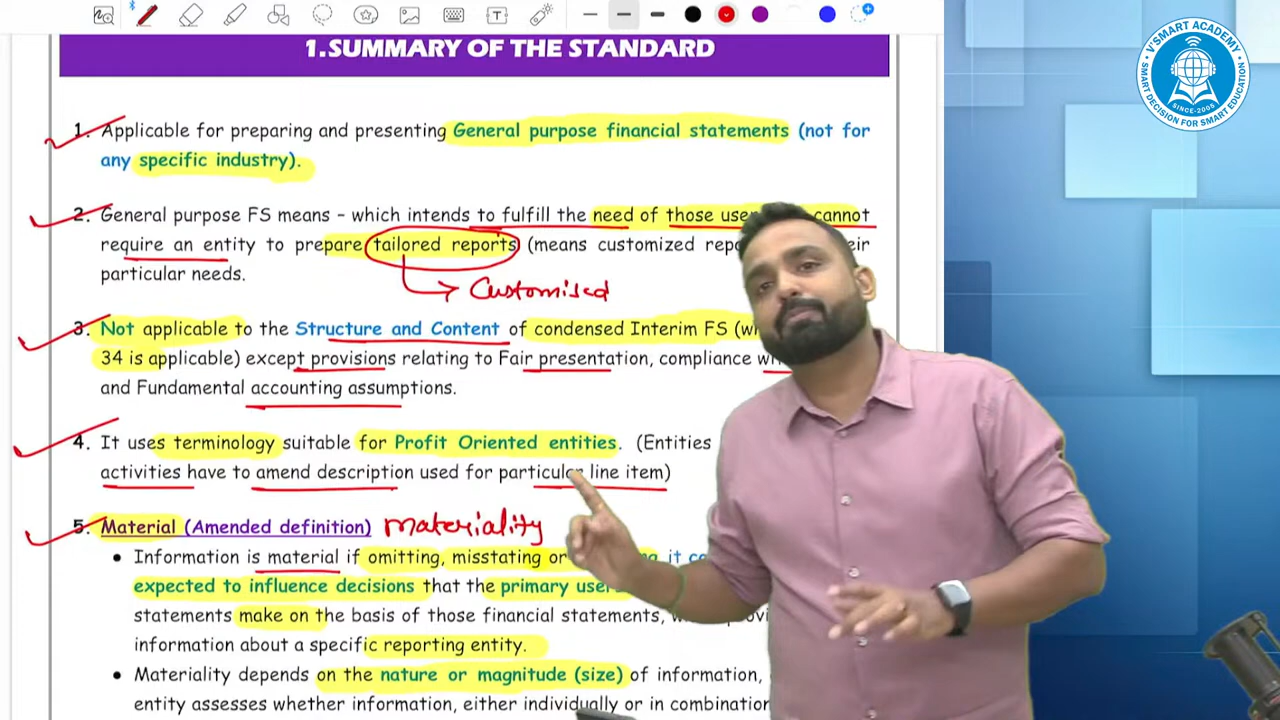 1.SUMMARY OF THE STANDARD
V'SMART ACADEMY
SMART DECISION FOR SMART EDUCATION
SINCE-2005
1. Applicable for preparing and presenting General purpose financial statements (not for
any specific industry).
2. General purpose FS means – which intends to fulfill the need of those cannot
require an entity to prepare tailored reports (means customized
particular needs.
Customised
3. Not applicable to the Structure and Content of condensed Interim FS
34 is applicable) except provisions relating to Fair presentation, compliance
and Fundamental accounting assumptions.
4. It uses terminology suitable for Profit Oriented entities. (Entities
activities have to amend description used for particular line item)
5. Material (Amended definition) materiality
• Information is material if omitting, misstating or it
expected to influence decisions that the primary
statements make on the basis of those financial statements,
information about a specific reporting entity.
• Materiality depends on the nature or magnitude (size) of information,
entity assesses whether information, either individually or in combination